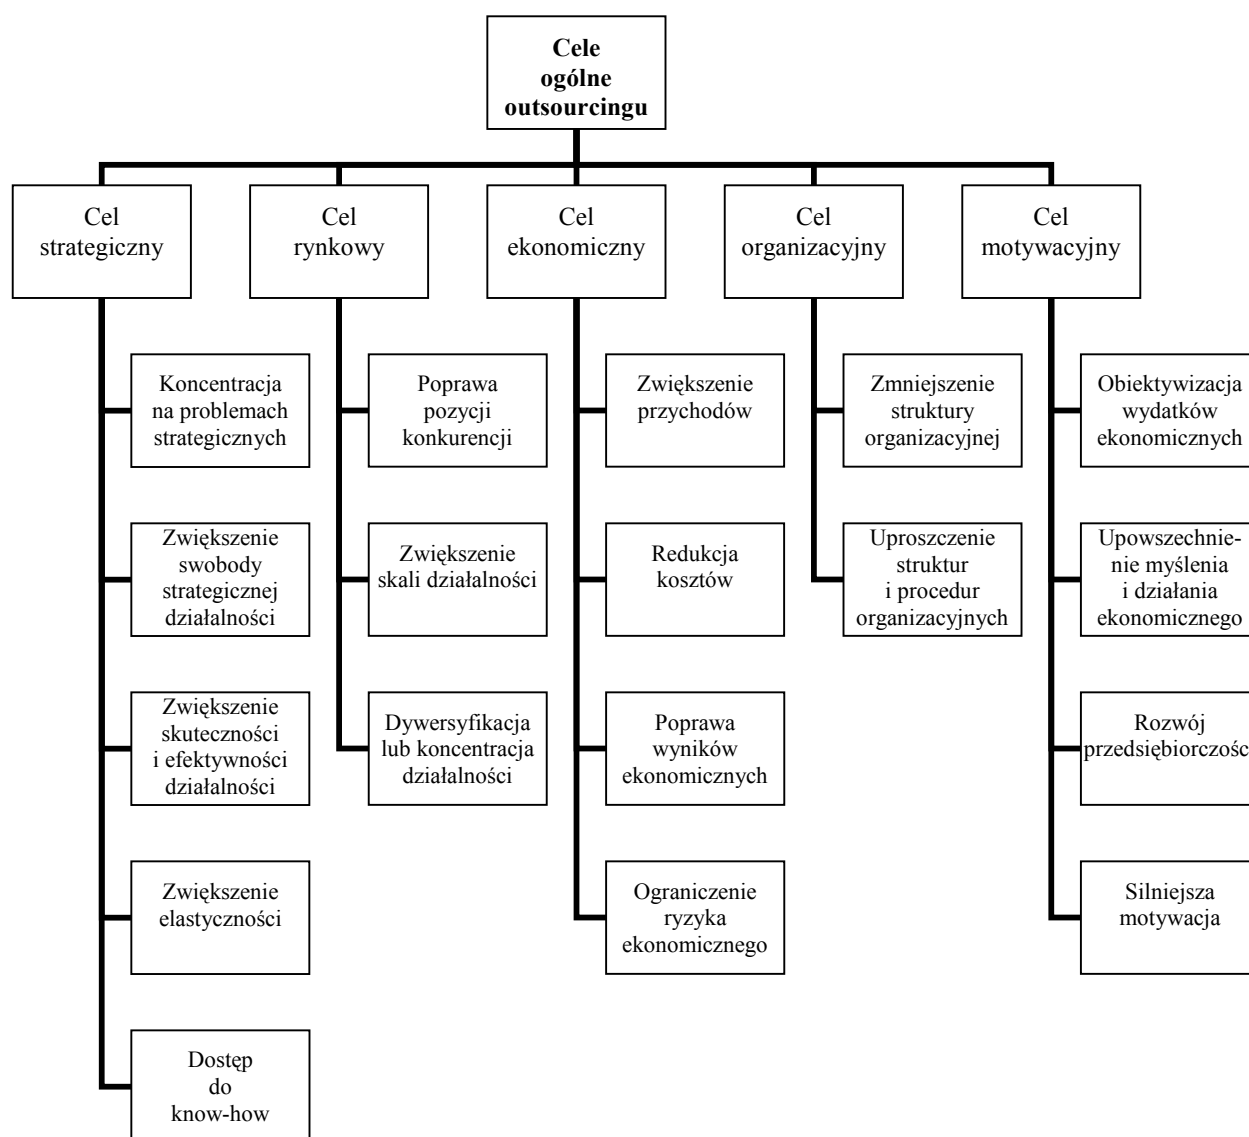 Cele
ogólne
outsourcingu
Cel
strategiczny
Cel
rynkowy
Cel
ekonomiczny
Cel
organizacyjny
Cel
motywacyjny
Koncentracja
na problemach
strategicznych
Zwiększenie
swobody
strategicznej
działalności
Zwiększenie
skuteczności
i efektywności
działalności
Zwiększenie
elastyczności
Dostęp
do
know-how
Poprawa
pozycji
konkurencji
Zwiększenie
skali działalności
Dywersyfikacja
lub koncentracja
działalności
Zwiększenie
przychodów
Redukcja
kosztów
Poprawa
wyników
ekonomicznych
Ograniczenie
ryzyka
ekonomicznego
Zmniejszenie
struktury
organizacyjnej
Uproszczenie
struktur
i procedur
organizacyjnych
Obiektywizacja
wydatków
ekonomicznych
Upowszechnie-
nie myślenia
i działania
ekonomicznego
Rozwój
przedsiębiorczośc
Silniejsza
motywacja